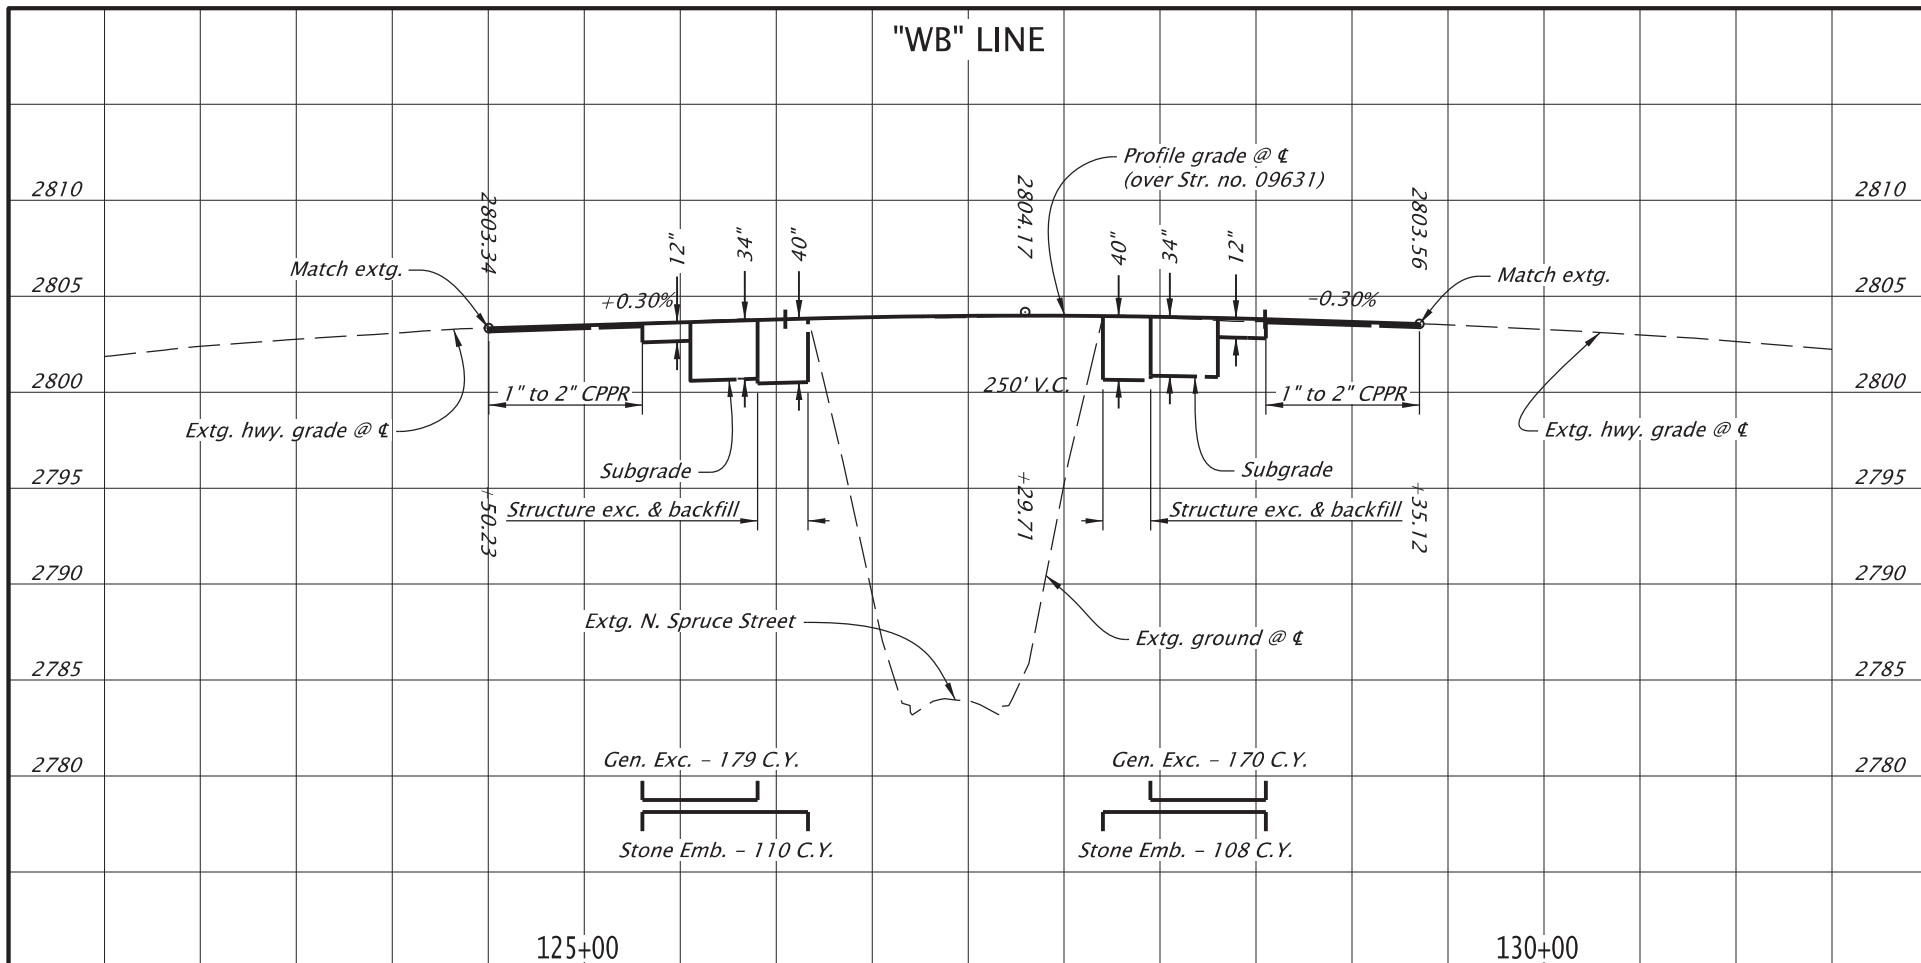 "WB" LINE
Profile grade @ ℄
(over Str. no. 09631)
2810
2810
2803.34
2804.17
2803.56
12"
34"
40"
40"
34"
12"
Match extg.
Match extg.
2805
2805
+0.30%
-0.30%
2800
2800
1" to 2" CPPR
250' V.C.
1" to 2" CPPR
Extg. hwy. grade @ ℄
Extg. hwy. grade @ ℄
Subgrade
Subgrade
2795
2795
+50.23
+29.71
+35.12
Structure exc. & backfill
Structure exc. & backfill
2790
2790
Extg. N. Spruce Street
Extg. ground @ ℄
2785
2785
Gen. Exc. – 179 C.Y.
Gen. Exc. – 170 C.Y.
2780
2780
Stone Emb. – 110 C.Y.
Stone Emb. – 108 C.Y.
125+00
130+00